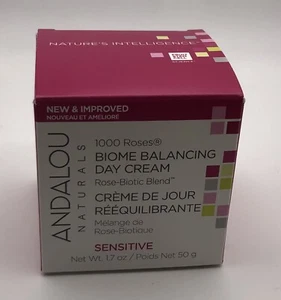 NATURE'S INTELLIGENCE
NEW & IMPROVED
NOUVEAU ET AMÉLIORÉ
ANDALOU
NATURALS
1000 Roses®
BIOME BALANCING
DAY CREAM
Rose-Biotic Blend™
CRÈME DE JOUR
RÉÉQUILIBRANTE
Mélange de
Rose-Biotique
SENSITIVE
Net Wt. 1.7 oz / Poids Net 50 g